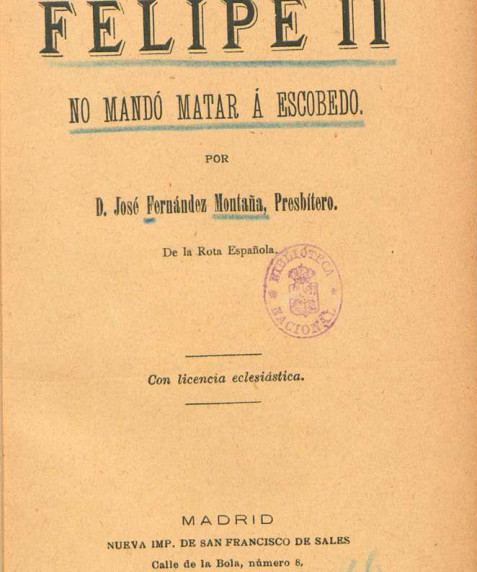 FELIPE II
NO MANDÓ MATAR Á ESCOBEDO.
POR
D. José Fernández Montaña, Presbítero.
De la Rota Española.
BIBLIOTECA
NACIONAL
Con licencia eclesiástica.
MADRID
NUEVA IMP. DE SAN FRANCISCO DE SALES
Calle de la Bola, número 8.